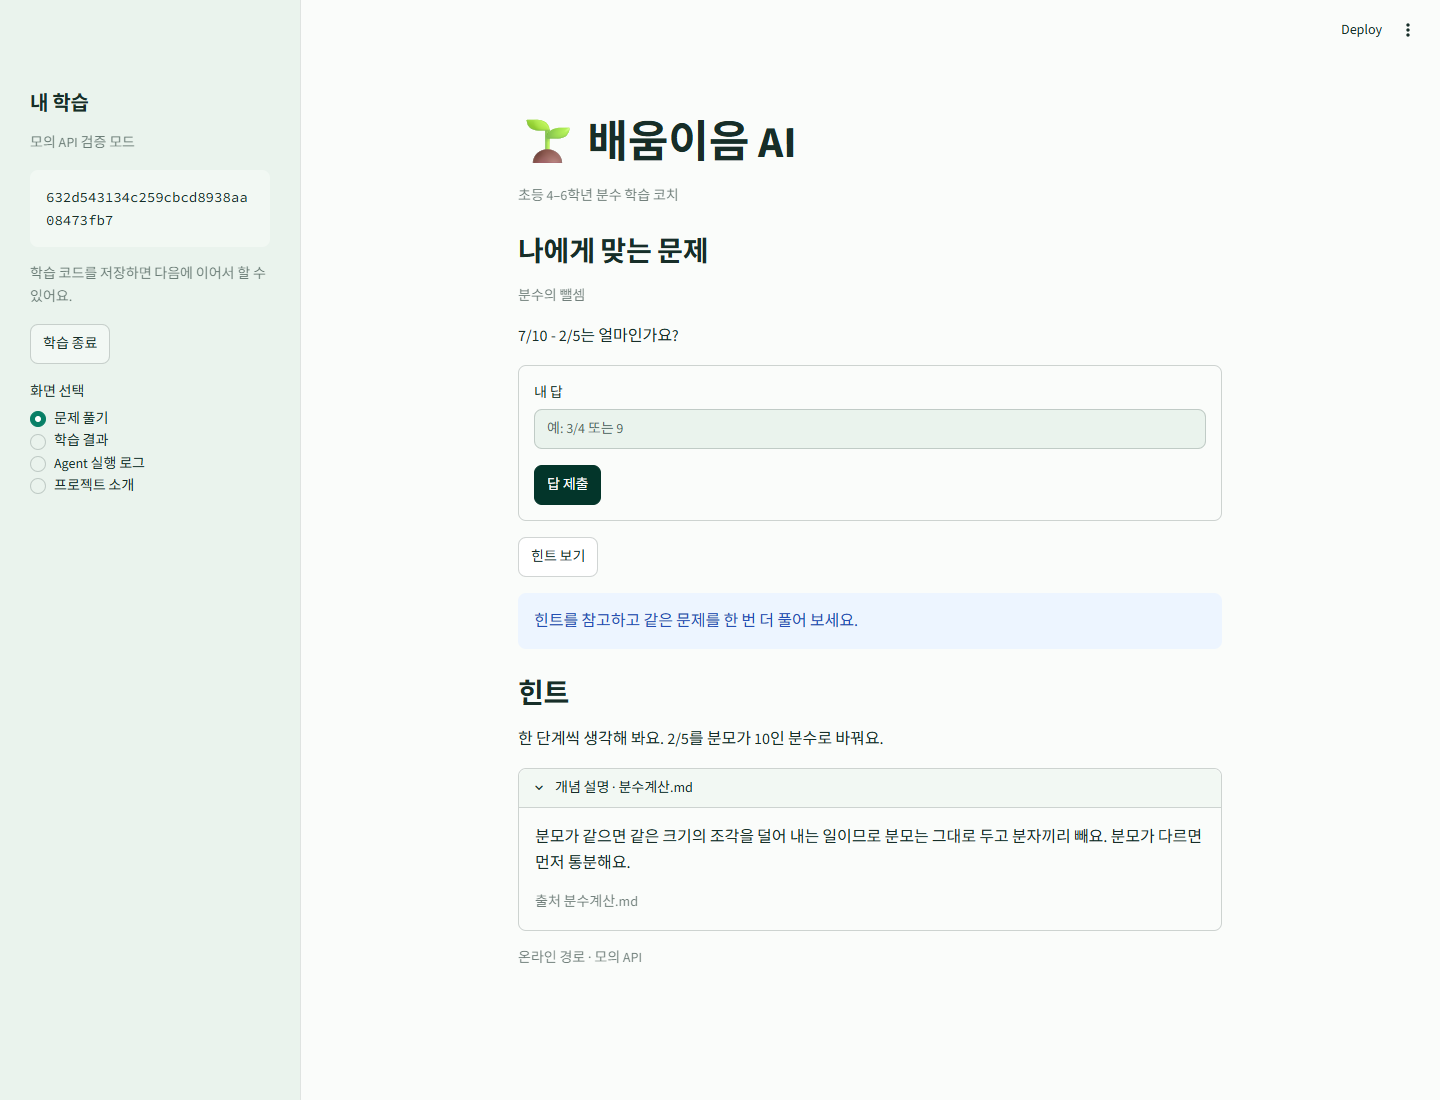 Deploy
내 학습
모의 API 검증 모드
632d543134c259cbcd8938aa
08473fb7
학습 코드를 저장하면 다음에 이어서 할 수
있어요.
학습 종료
화면 선택
문제 풀기
학습 결과
Agent 실행 로그
프로젝트 소개
배움이음 AI
초등 4–6학년 분수 학습 코치
나에게 맞는 문제
분수의 뺄셈
7/10 - 2/5는 얼마인가요?
내 답
예: 3/4 또는 9
답 제출
힌트 보기
힌트를 참고하고 같은 문제를 한 번 더 풀어 보세요.
힌트
한 단계씩 생각해 봐요. 2/5를 분모가 10인 분수로 바꿔요.
개념 설명 · 분수계산.md
분모가 같으면 같은 크기의 조각을 덜어 내는 일이므로 분모는 그대로 두고 분자끼리 빼요. 분모가 다르면
먼저 통분해요.
출처 분수계산.md
온라인 경로 · 모의 API